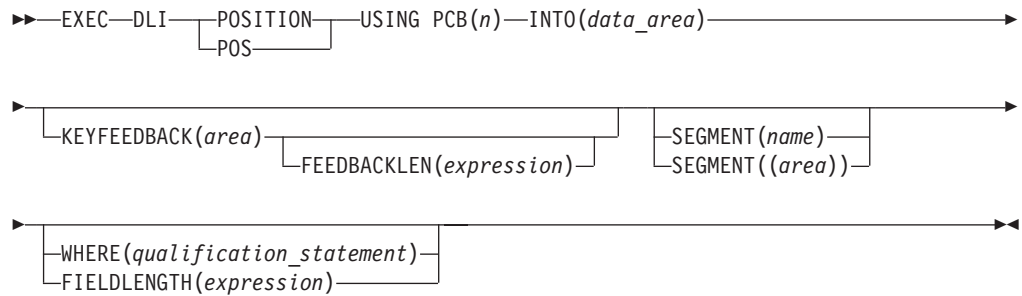 EXEC DLI POSITION USING PCB(n) INTO(data_area)
POS
KEYFEEDBACK(area) SEGMENT(name)
FEEDBACKLEN(expression) SEGMENT((area))
WHERE(qualification_statement)
FIELDLENGTH(expression)